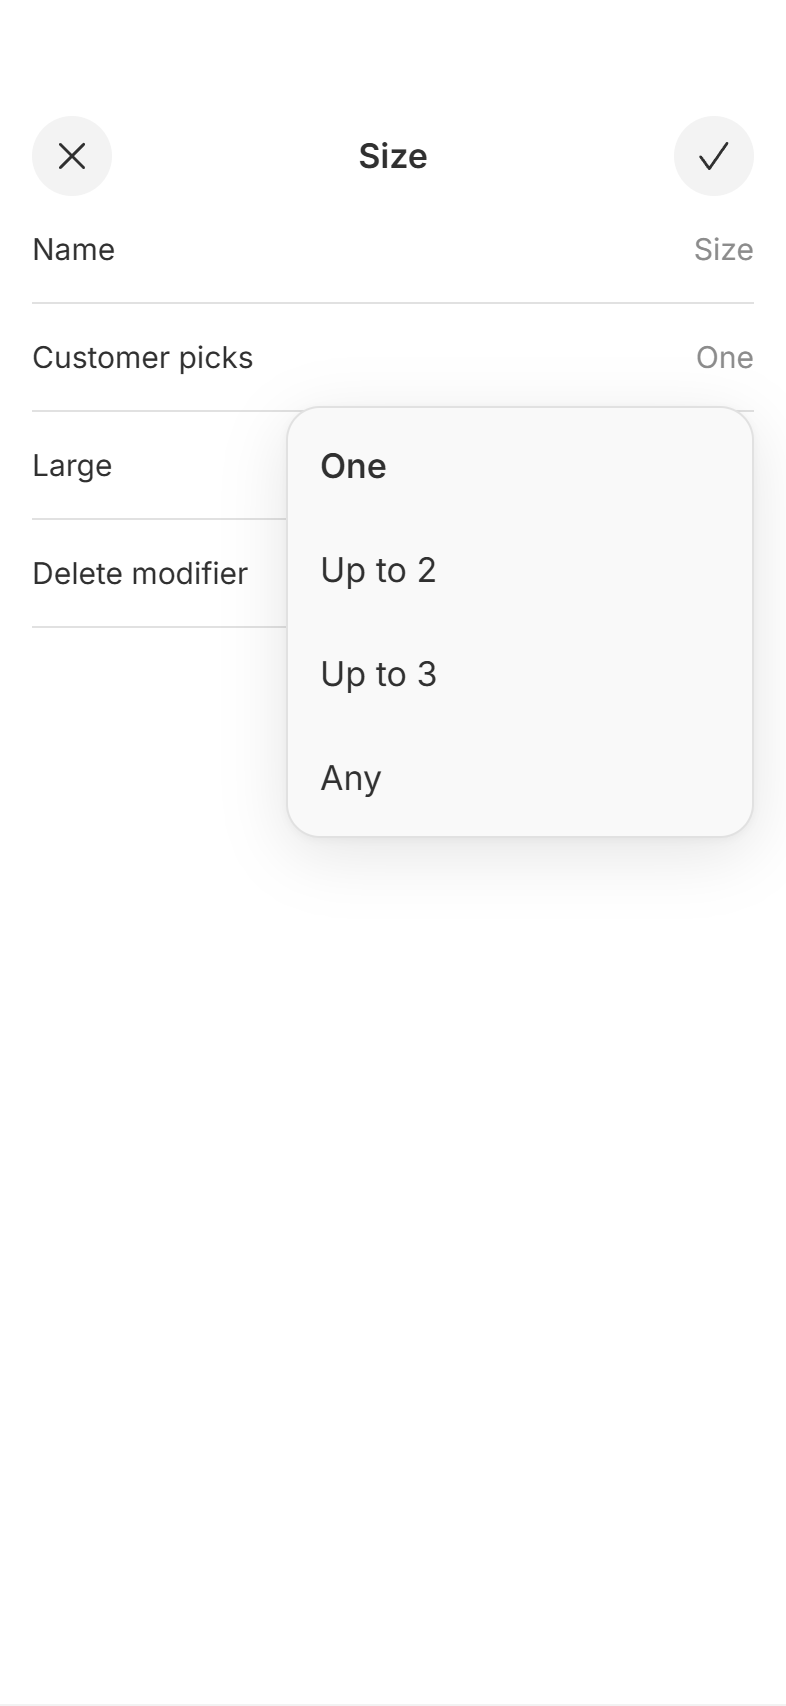 Size
Name
Size
Customer picks
One
Large
Delete modifier
One
Up to 2
Up to 3
Any